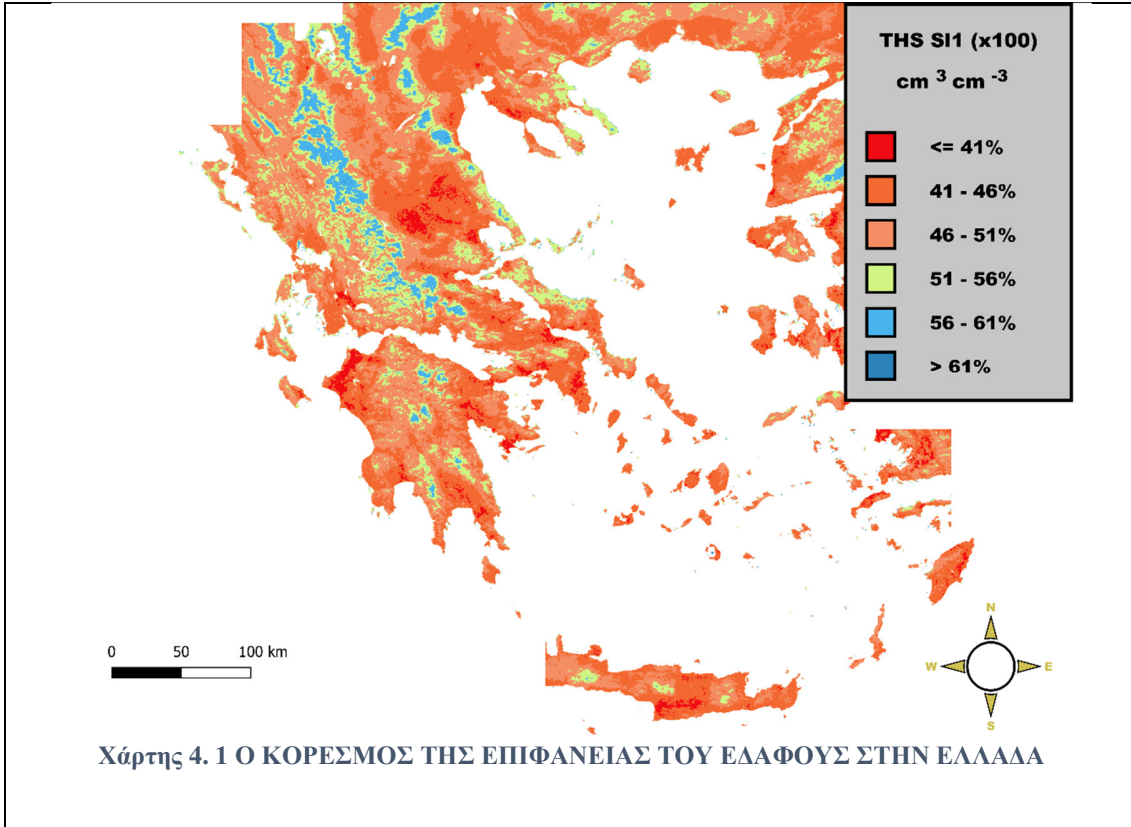 THS SI1 (x100)
cm 3 cm -3
<= 41%
41 - 46%
46 - 51%
51 - 56%
56 - 61%
> 61%
0 50 100 km
N
W E
S
Χάρτης 4. 1 Ο ΚΟΡΕΣΜΟΣ ΤΗΣ ΕΠΙΦΑΝΕΙΑΣ ΤΟΥ ΕΔΑΦΟΥΣ ΣΤΗΝ ΕΛΛΑΔΑ